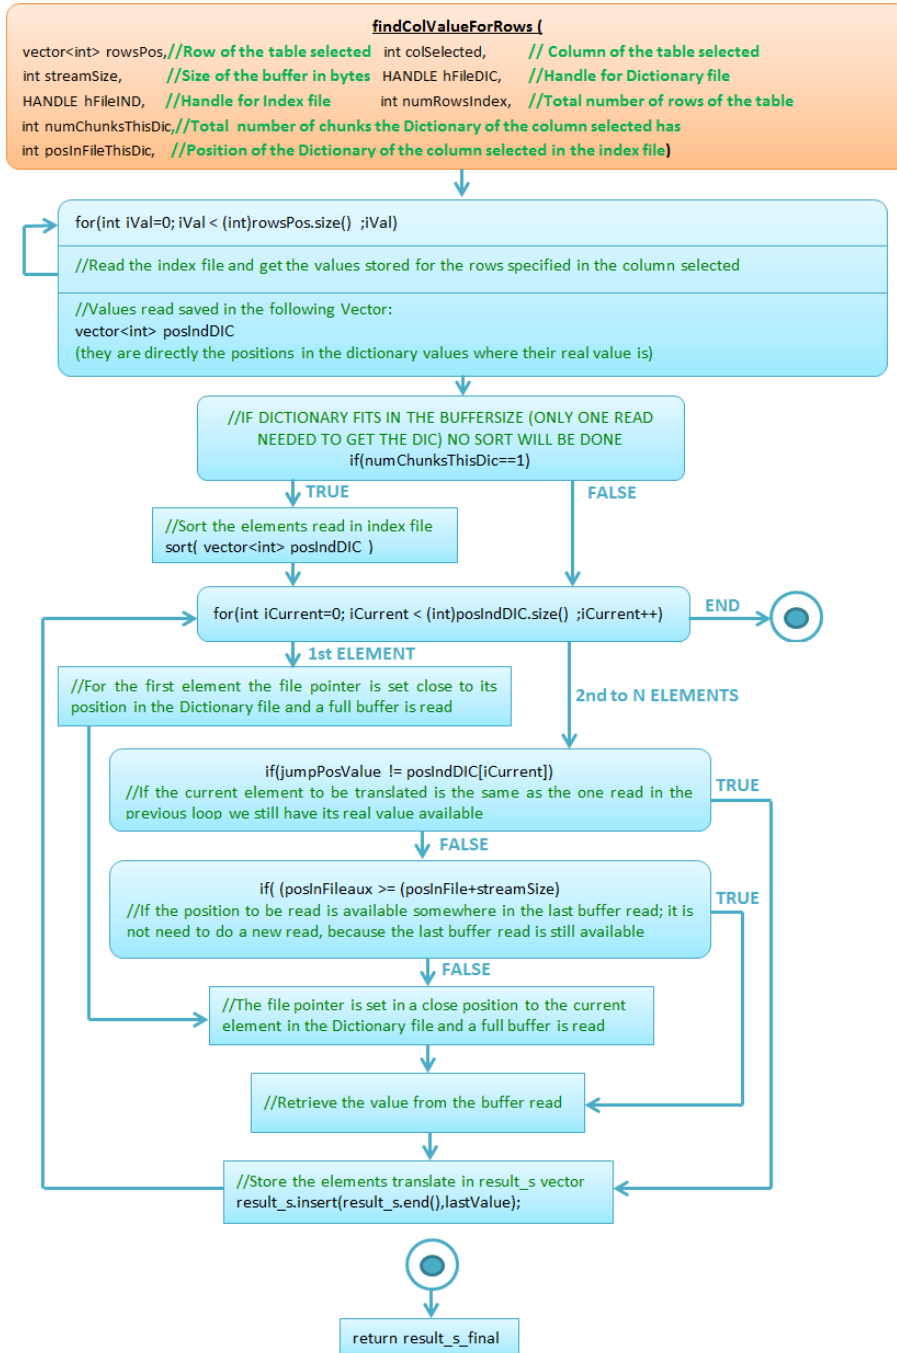 findColValueForRows (
vector<int> rowsPos,//Row of the table selected int colSelected, // Column of the table selected
int streamSize, //Size of the buffer in bytes HANDLE hFileDIC, //Handle for Dictionary file
HANDLE hFileIND, //Handle for Index file int numRowsIndex, //Total number of rows of the table
int numChunksThisDic,//Total number of chunks the Dictionary of the column selected has
int posInFileThisDic, //Position of the Dictionary of the column selected in the index file)
for(int iVal=0; iVal < (int)rowsPos.size() ;iVal)
//Read the index file and get the values stored for the rows specified in the column selected
//Values read saved in the following Vector:
vector<int> posIndDIC
(they are directly the positions in the dictionary values where their real value is)
//IF DICTIONARY FITS IN THE BUFFERSIZE (ONLY ONE READ
NEEDED TO GET THE DIC) NO SORT WILL BE DONE
if(numChunksThisDic==1)
TRUE
FALSE
//Sort the elements read in index file
sort( vector<int> posIndDIC )
for(int iCurrent=0; iCurrent < (int)posIndDIC.size() ;iCurrent++)
END
1st ELEMENT
//For the first element the file pointer is set close to its
position in the Dictionary file and a full buffer is read
2nd to N ELEMENTS
if(jumpPosValue != posIndDIC[iCurrent])
//If the current element to be translated is the same as the one read in the
previous loop we still have its real value available
TRUE
FALSE
if( (posInFileaux >= (posInFile+streamSize)
//If the position to be read is available somewhere in the last buffer read; it is
not need to do a new read, because the last buffer read is still available
TRUE
FALSE
//The file pointer is set in a close position to the current
element in the Dictionary file and a full buffer is read
//Retrieve the value from the buffer read
//Store the elements translate in result_s vector
result_s.insert(result_s.end(),lastValue);
return result_s_final